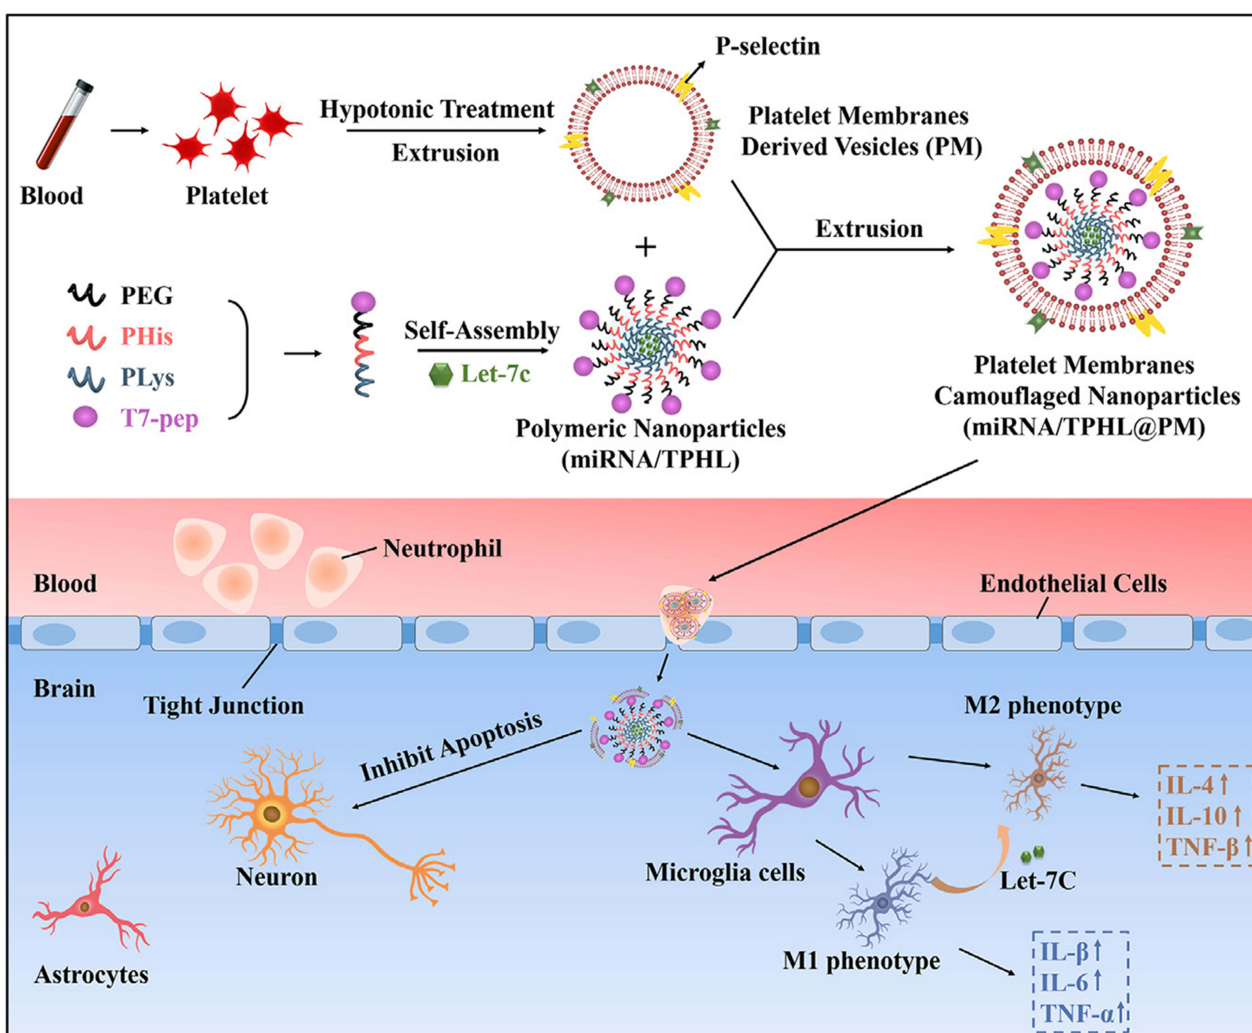 P-selectin
Hypotonic Treatment
Extrusion
Platelet Membranes
Derived Vesicles (PM)
Blood
Platelet
Extrusion
+
PEG
PHis
PLys
T7-pep
Self-Assembly
Let-7c
Polymeric Nanoparticles
(miRNA/TPHL)
Platelet Membranes
Camouflaged Nanoparticles
(miRNA/TPHL@PM)
Neutrophil
Blood
Endothelial Cells
Brain
Tight Junction
M2 phenotype
Inhibit Apoptosis
IL-4↑
IL-10↑
TNF-β↑
Neuron
Microglia cells
Let-7C
M1 phenotype
Astrocytes
IL-β↑
IL-6↑
TNF-α↑